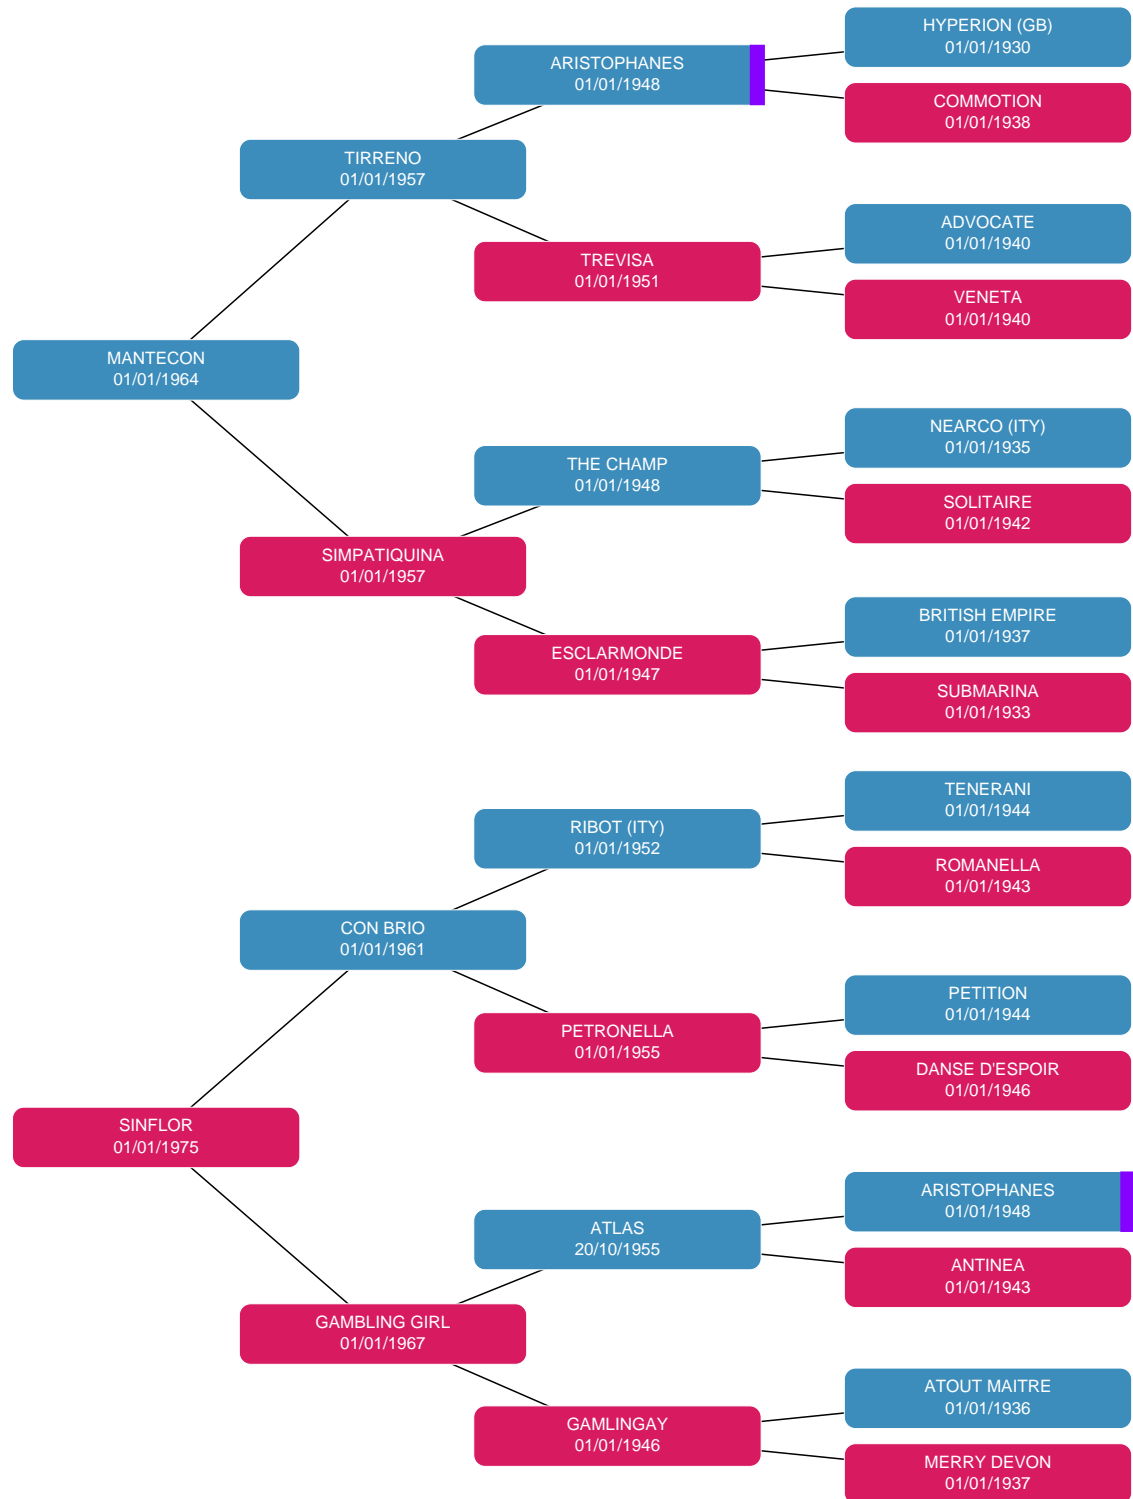 HYPERION (GB)
01/01/1930
ARISTOPHANES
01/01/1948
COMMOTION
01/01/1938
TIRRENO
01/01/1957
ADVOCATE
01/01/1940
TREVISA
01/01/1951
VENETA
01/01/1940
MANTECON
01/01/1964
NEARCO (ITY)
01/01/1935
THE CHAMP
01/01/1948
SOLITAIRE
01/01/1942
SIMPATIQUINA
01/01/1957
BRITISH EMPIRE
01/01/1937
ESCLARMONDE
01/01/1947
SUBMARINA
01/01/1933
TENERANI
01/01/1944
RIBOT (ITY)
01/01/1952
ROMANELLA
01/01/1943
CON BRIO
01/01/1961
PETITION
01/01/1944
PETRONELLA
01/01/1955
DANSE D'ESPOIR
01/01/1946
SINFLOR
01/01/1975
ARISTOPHANES
01/01/1948
ATLAS
20/10/1955
ANTINEA
01/01/1943
GAMBLING GIRL
01/01/1967
ATOUT MAITRE
01/01/1936
GAMLINGAY
01/01/1946
MERRY DEVON
01/01/1937